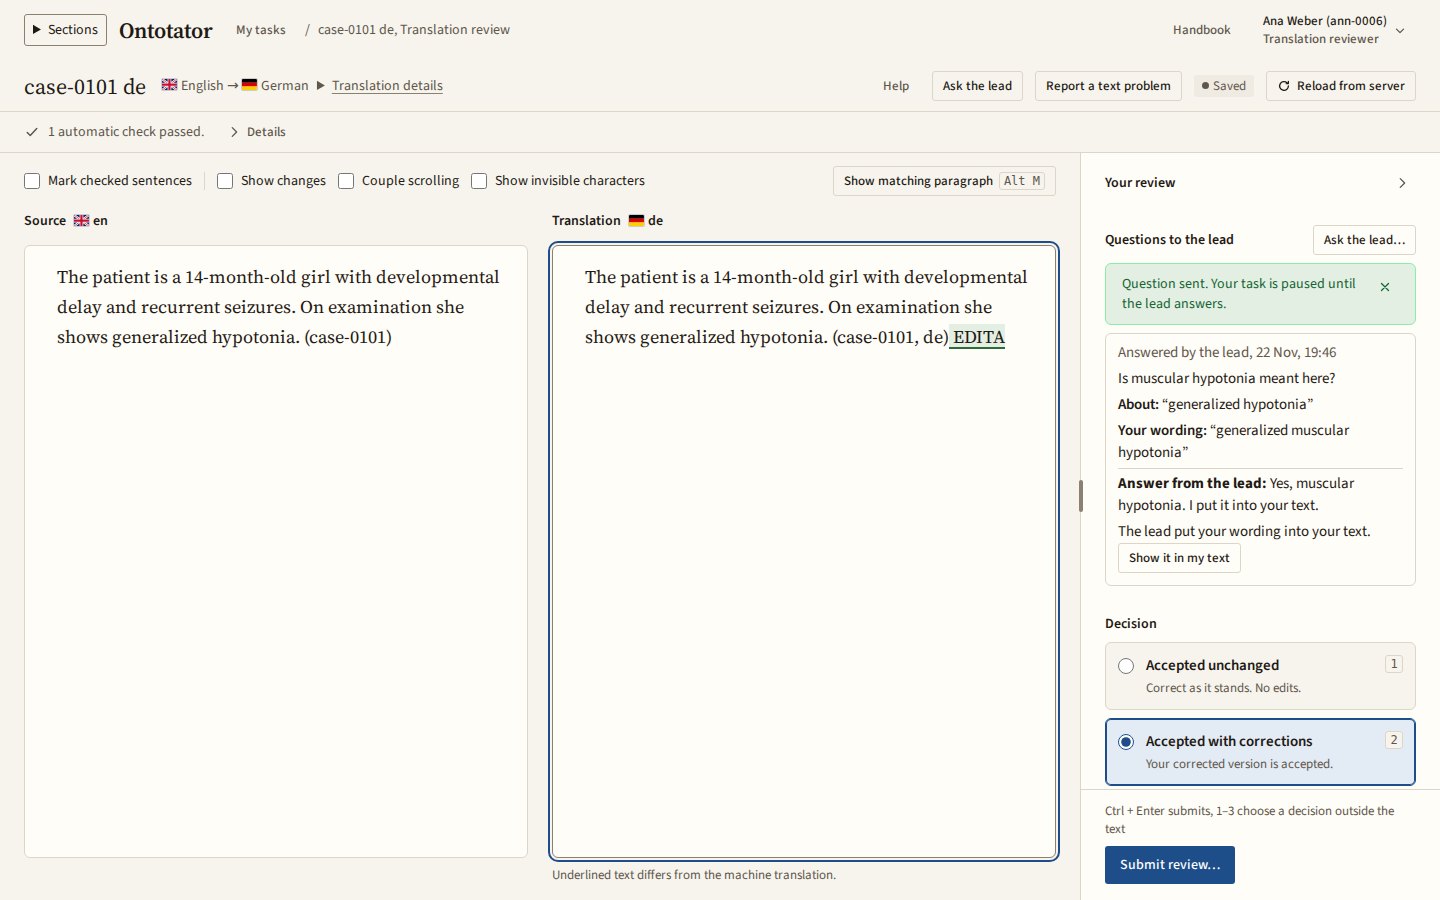 Sections
Ontotator
My tasks
/ case-0101 de, Translation review
Handbook
Ana Weber (ann-0006)
Translation reviewer
case-0101 de
English → German
Translation details
Help
Ask the lead
Report a text problem
Saved
Reload from server
1 automatic check passed.
Details
Mark checked sentences
Show changes
Couple scrolling
Show invisible characters
Show matching paragraph Alt M
Source en
The patient is a 14-month-old girl with developmental
delay and recurrent seizures. On examination she
shows generalized hypotonia. (case-0101)
Translation de
The patient is a 14-month-old girl with developmental
delay and recurrent seizures. On examination she
shows generalized hypotonia. (case-0101, de) EDITA
Underlined text differs from the machine translation.
Your review
Questions to the lead
Ask the lead...
Question sent. Your task is paused until
the lead answers.
Answered by the lead, 22 Nov, 19:46
Is muscular hypotonia meant here?
About: “generalized hypotonia”
Your wording: “generalized muscular
hypotonia”
Answer from the lead: Yes, muscular
hypotonia. I put it into your text.
The lead put your wording into your text.
Show it in my text
Decision
Accepted unchanged 1
Correct as it stands. No edits.
Accepted with corrections 2
Your corrected version is accepted.
Ctrl + Enter submits, 1–3 choose a decision outside the
text
Submit review...